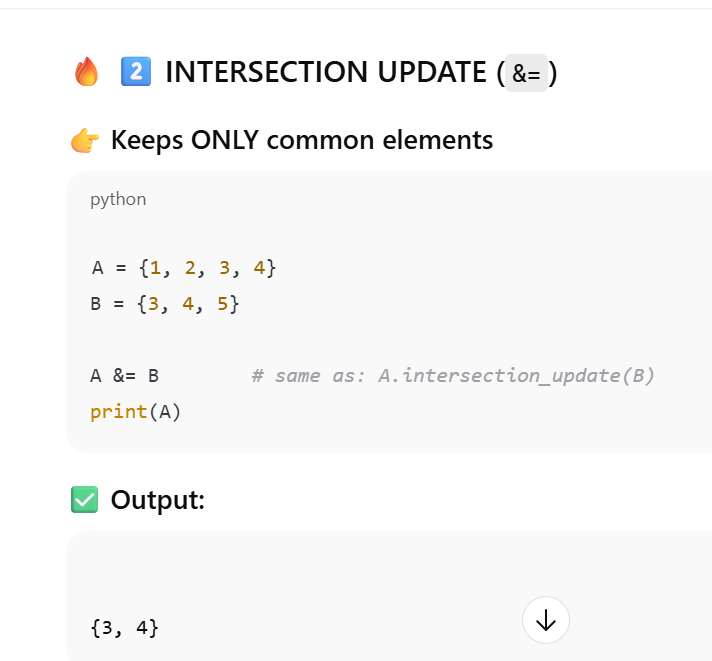 🔥 2️⃣ INTERSECTION UPDATE (&=)
👉 Keeps ONLY common elements
python
A = {1, 2, 3, 4}
B = {3, 4, 5}
A &= B        # same as: A.intersection_update(B)
print(A)
✅ Output:
{3, 4}